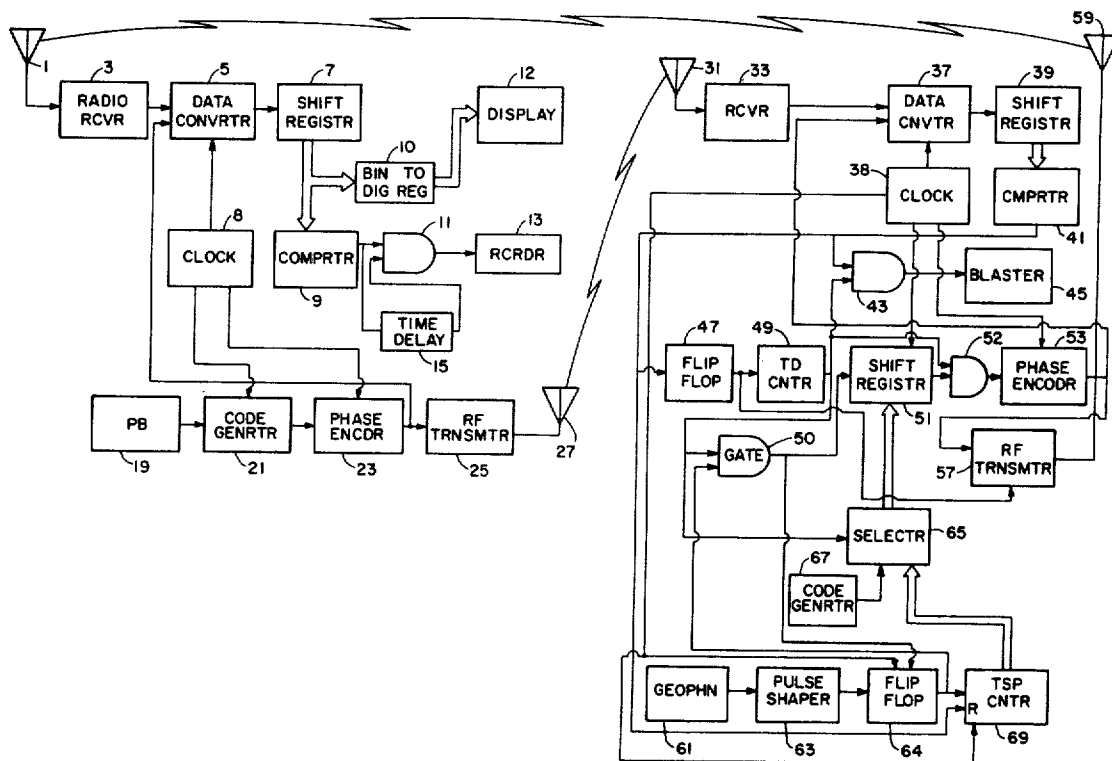 1
3
RADIO
RCVR
5
DATA
CONVRTR
7
SHIFT
REGISTR
12
DISPLAY
10
BIN TO
DIG REG
8
CLOCK
COMPRTR
9
11
13
RCRDR
TIME
DELAY
15
PB
19
CODE
GENRTR
21
PHASE
ENCDR
23
RF
TRNSMTR
25
27
31
33
RCVR
37
DATA
CNVTR
39
SHIFT
REGISTR
59
38
CLOCK
CMPRTR
41
43
BLASTER
45
47
FLIP
FLOP
49
TD
CNTR
SHIFT
REGISTR
51
52
53
PHASE
ENCODR
50
GATE
57
RF
TRNSMTR
SELECTR
65
67
CODE
GENRTR
GEOPHN
61
PULSE
SHAPER
63
FLIP
FLOP
64
TSP
CNTR
R
69